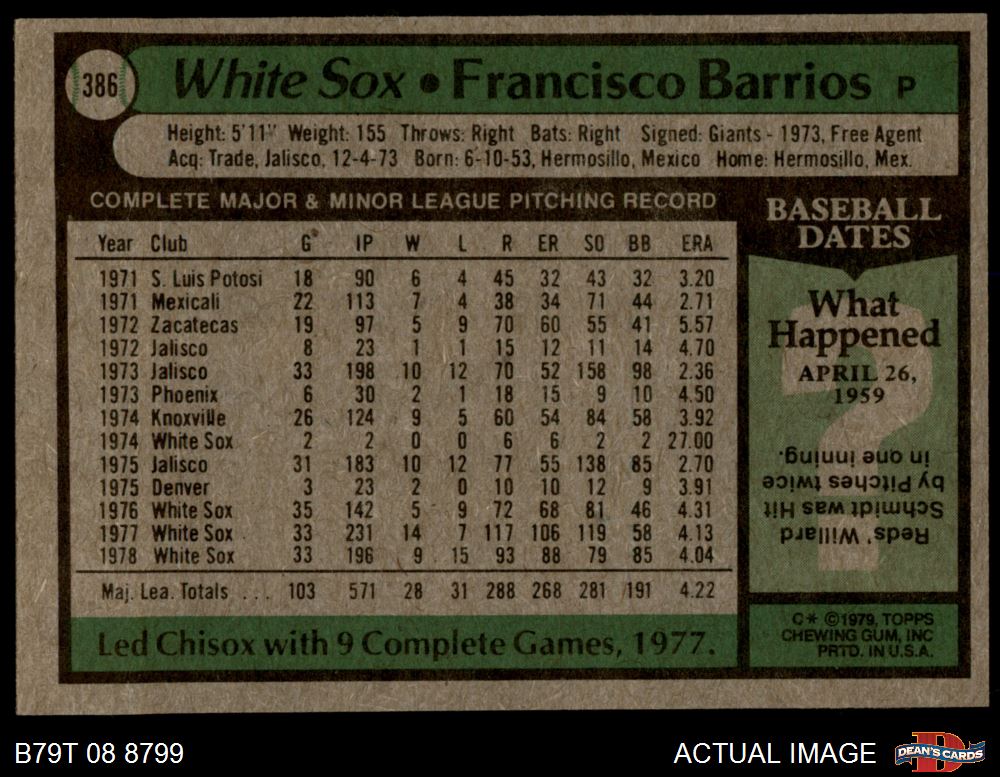 386
White Sox • Francisco Barrios P
Height: 5'11" Weight: 155 Throws: Right Bats: Right Signed: Giants - 1973, Free Agent
Acq: Trade, Jalisco, 12-4-73 Born: 6-10-53, Hermosillo, Mexico Home: Hermosillo, Mex.
COMPLETE MAJOR & MINOR LEAGUE PITCHING RECORD
Year Club G IP W L R ER SO BB ERA
1971 S. Luis Potosi 18 90 6 4 45 32 43 32 3.20
1971 Mexicali 22 113 7 4 38 34 71 44 2.71
1972 Zacatecas 19 97 5 9 70 60 55 41 5.57
1972 Jalisco 8 23 1 1 15 12 11 14 4.70
1973 Jalisco 33 198 10 12 70 52 158 98 2.36
1973 Phoenix 6 30 2 1 18 15 9 10 4.50
1974 Knoxville 26 124 9 5 60 54 84 58 3.92
1974 White Sox 2 2 0 0 6 6 2 2 27.00
1975 Jalisco 31 183 10 12 77 55 138 85 2.70
1975 Denver 3 23 2 0 10 10 12 9 3.91
1976 White Sox 35 142 5 9 72 68 81 46 4.31
1977 White Sox 33 231 14 7 117 106 119 58 4.13
1978 White Sox 33 196 9 15 93 88 79 85 4.04
Maj. Lea. Totals . . . 103 571 28 31 288 268 281 191 4.22
Led Chisox with 9 Complete Games, 1977.
BASEBALL
DATES
What
Happened
APRIL 26,
1959
Reds' Willard
Schmidt was Hit
by Pitches twice
in one inning.
C* ©1979, TOPPS
CHEWING GUM, INC
PRTD. IN U.S.A.
B79T 08 8799
ACTUAL IMAGE
D
DEAN'S CARDS